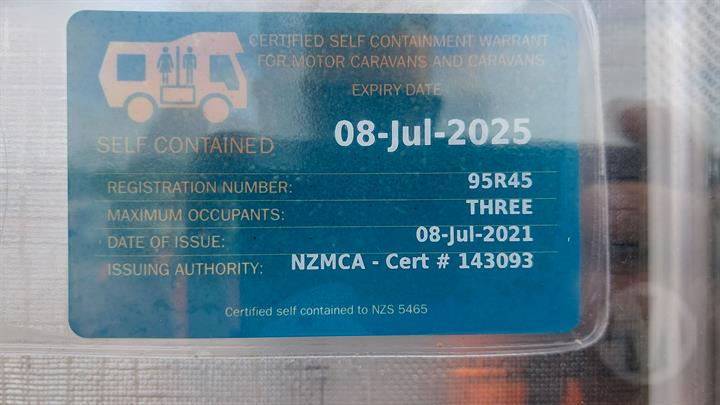 CERTIFIED SELF CONTAINMENT WARRANT
FOR MOTOR CARAVANS AND CARAVANS
EXPIRY DATE
08-Jul-2025
SELF CONTAINED
REGISTRATION NUMBER: 95R45
MAXIMUM OCCUPANTS: THREE
DATE OF ISSUE: 08-Jul-2021
ISSUING AUTHORITY: NZMCA - Cert # 143093
Certified self contained to NZS 5465